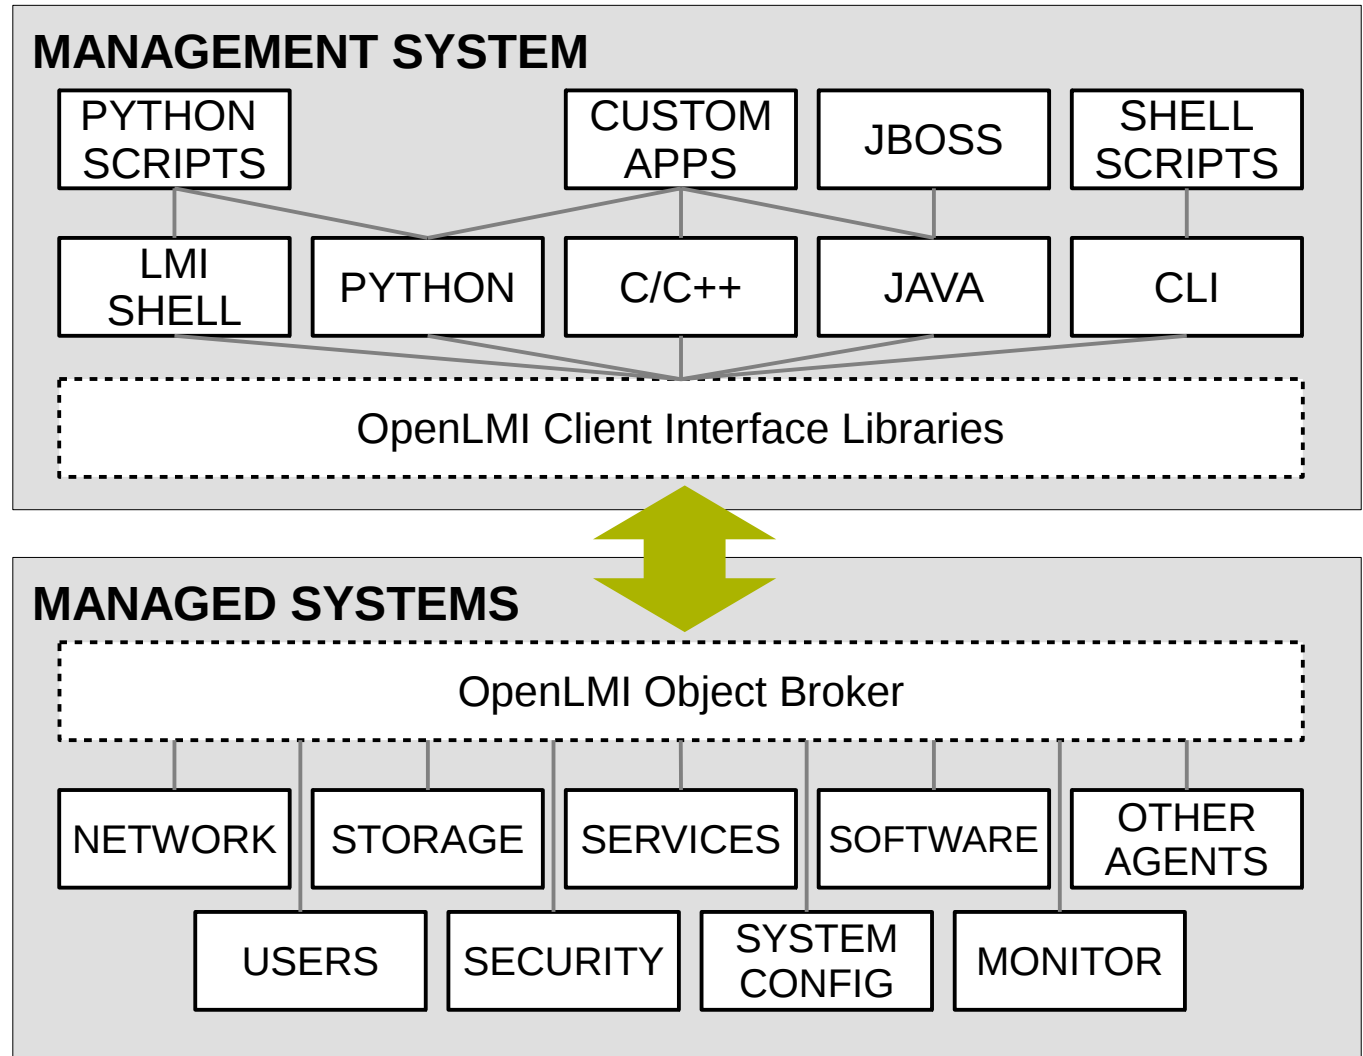 MANAGEMENT SYSTEM
PYTHON
SCRIPTS
CUSTOM
APPS
JBOSS
SHELL
SCRIPTS
LMI
SHELL
PYTHON
C/C++
JAVA
CLI
OpenLMI Client Interface Libraries
MANAGED SYSTEMS
OpenLMI Object Broker
NETWORK
STORAGE
SERVICES
SOFTWARE
OTHER
AGENTS
USERS
SECURITY
SYSTEM
CONFIG
MONITOR